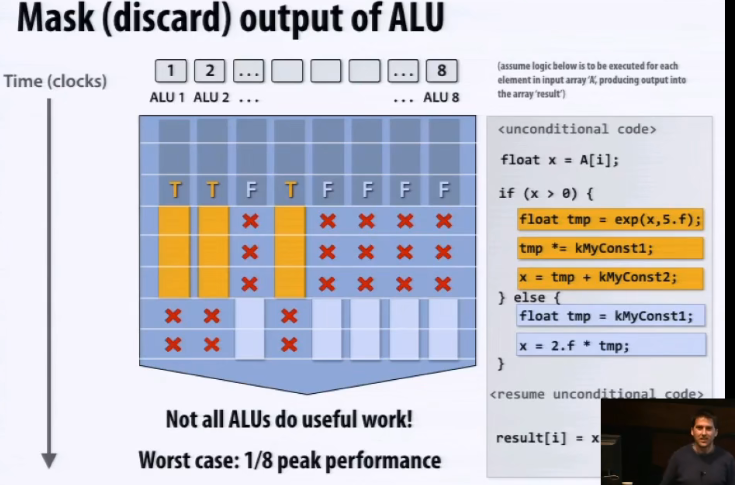 Mask (discard) output of ALU
Time (clocks)
1 2 ... ... 8
ALU 1 ALU 2 ... ... ALU 8
(assume logic below is to be executed for each
element in input array 'A', producing output into
the array 'result')
T T F T F F F F
<unconditional code>
float x = A[i];
if (x > 0) {
float tmp = exp(x,5.f);
tmp *= kMyConst1;
x = tmp + kMyConst2;
} else {
float tmp = kMyConst1;
x = 2.f * tmp;
}
<resume unconditional code>
result[i] = x
Not all ALUs do useful work!
Worst case: 1/8 peak performance